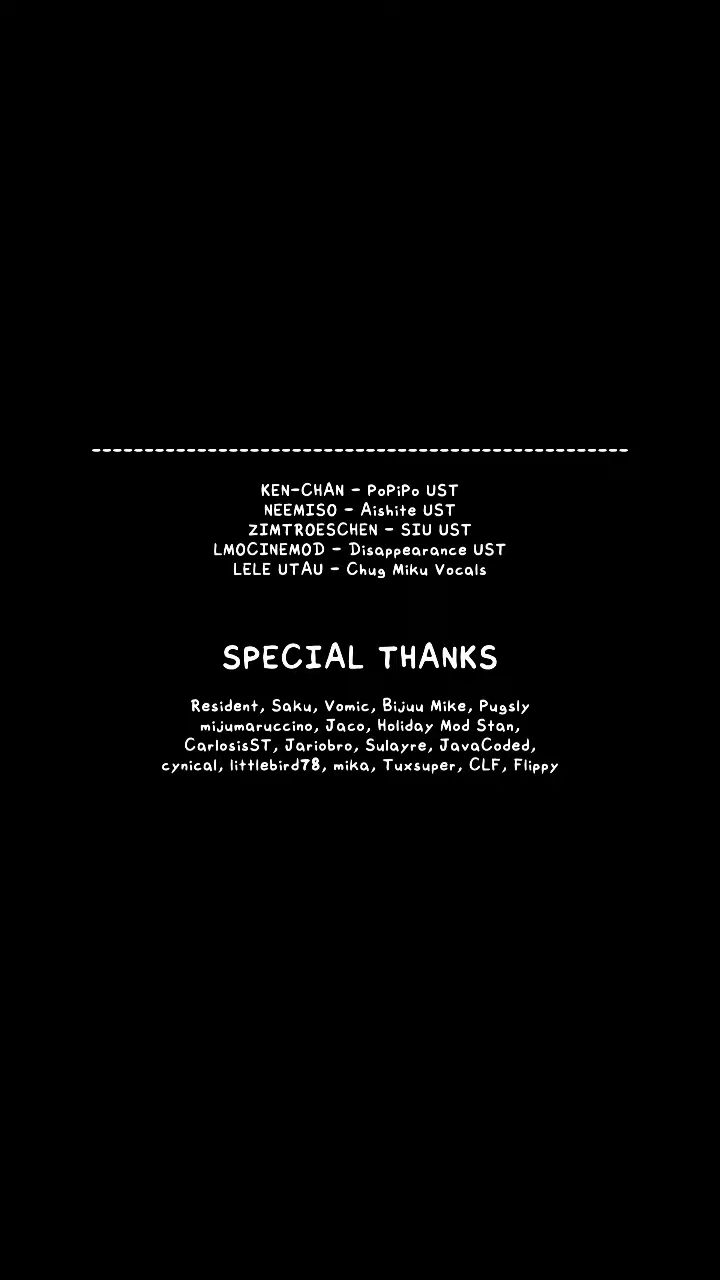 KEN-CHAN - PoPiPo UST
NEEMISO - Aishite UST
ZIMTROESCHEN - SIU UST
LMOCINEMOD - Disappearance UST
LELE UTAU - Chug Miku Vocals
SPECIAL THANKS
Resident, Saku, Vomic, Bijuu Mike, Pugsly
mijumaruccino, Jaco, Holiday Mod Stan,
CarlosisST, Jariobro, Sulayre, JavaCoded,
cynical, littlebird78, mika, Tuxsuper, CLF, Flippy